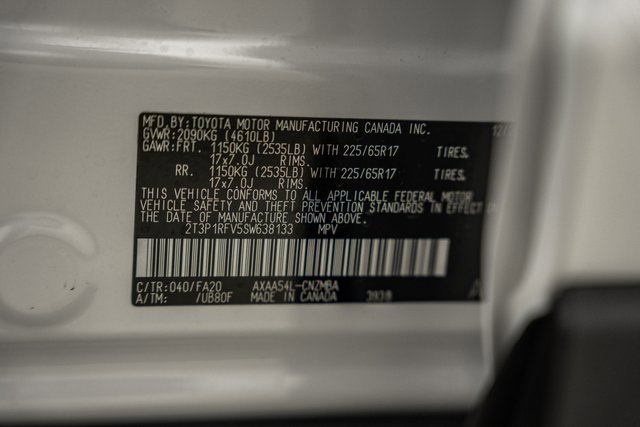 MFD.BY:TOYOTA MOTOR MANUFACTURING CANADA INC. 12/
GVWR:2090KG (4610LB)
GAWR:FRT. 1150KG (2535LB) WITH 225/65R17 TIRES,
17x7.0J RIMS.
RR. 1150KG (2535LB) WITH 225/65R17 TIRES,
17x7.0J RIMS.
THIS VEHICLE CONFORMS TO ALL APPLICABLE FEDERAL MOTOR
VEHICLE SAFETY AND THEFT PREVENTION STANDARDS IN EFFECT
THE DATE OF MANUFACTURE SHOWN ABOVE.
2T3P1RFV5SW638133 MPV
C/TR:040/FA20 AXAA54L-CNZMBA
A/TM: /UB80F MADE IN CANADA